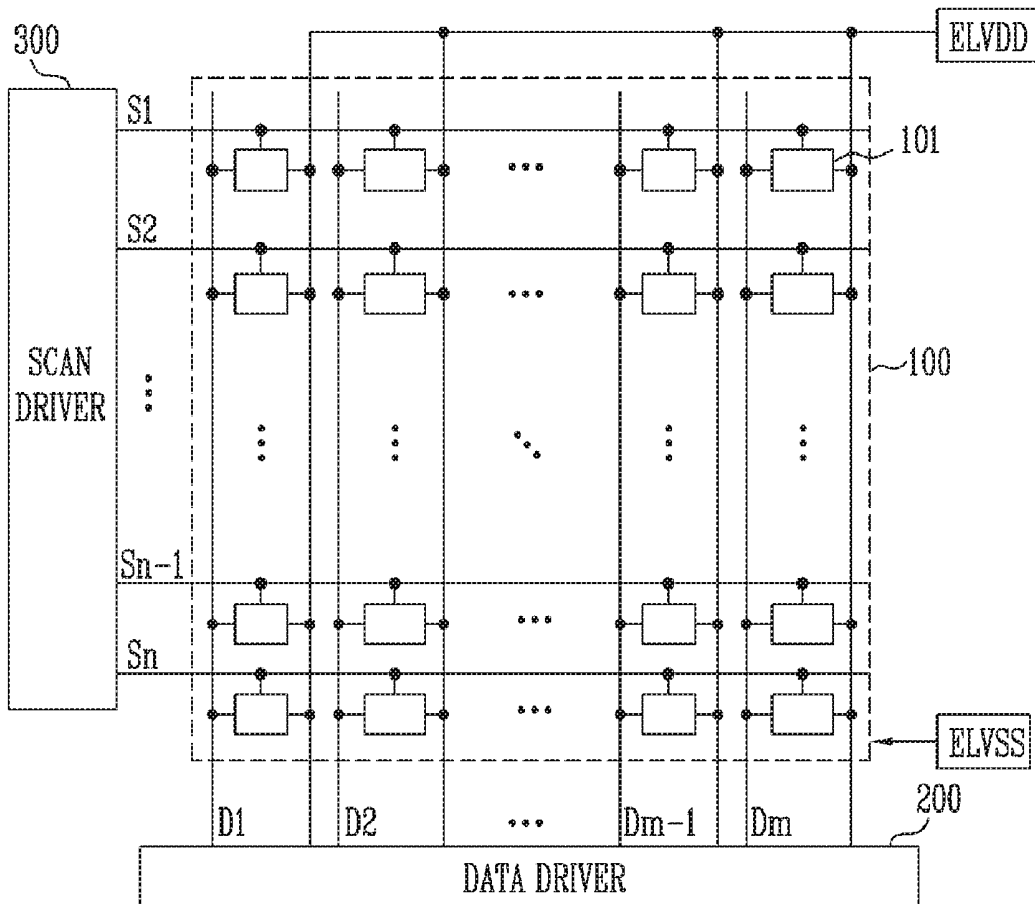 300
ELVDD
S1
101
S2
SCAN
DRIVER
100
Sn-1
Sn
ELVSS
200
D1 D2 Dm-1 Dm
DATA DRIVER